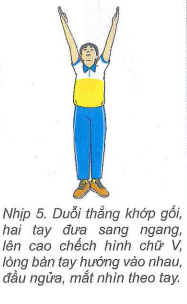 Nhịp 5. Duỗi thẳng khớp gối,
hai tay đưa sang ngang,
lên cao chếch hình chữ V,
lòng bàn tay hướng vào nhau,
đầu ngửa, mắt nhìn theo tay.